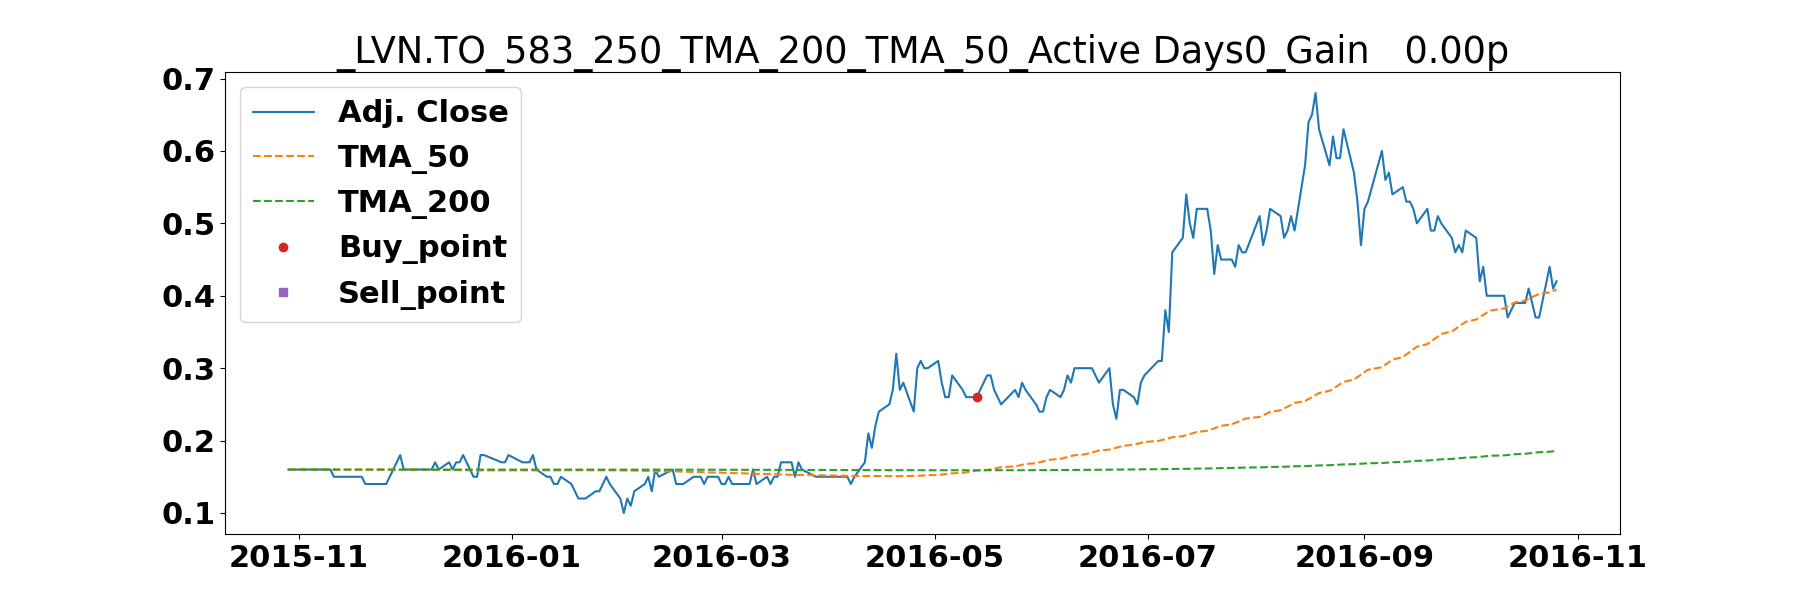 _LVN.TO_583_250_TMA_200_TMA_50_Active Days0_Gain   0.00p
0.7
0.6
0.5
0.4
0.3
0.2
0.1
Adj. Close
TMA_50
TMA_200
Buy_point
Sell_point
2015-11 2016-01 2016-03 2016-05 2016-07 2016-09 2016-11